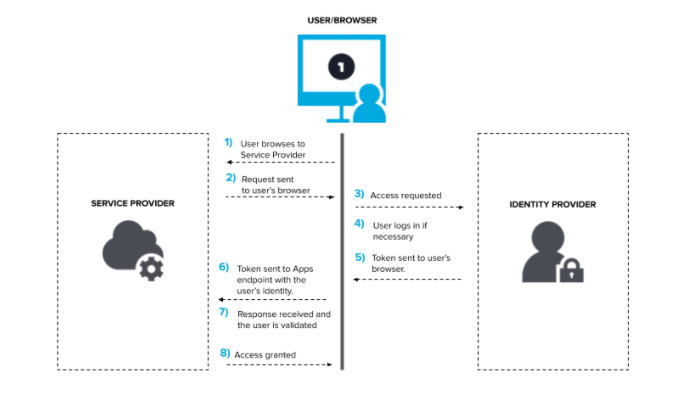 USER/BROWSER
1
1) User browses to
Service Provider
2) Request sent
to user's browser
3) Access requested
SERVICE PROVIDER
IDENTITY PROVIDER
4) User logs in if
necessary
5) Token sent to user's
browser.
6) Token sent to Apps
endpoint with the
user's identity.
7) Response received and
the user is validated
8) Access granted